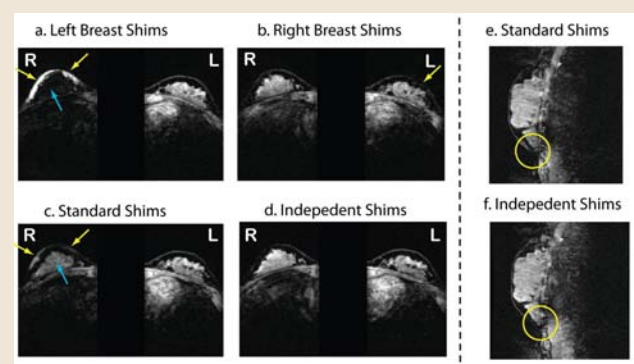 a. Left Breast Shims
R
L
b. Right Breast Shims
R
L
c. Standard Shims
R
L
d. Indepedent Shims
R
L
e. Standard Shims
f. Indepedent Shims